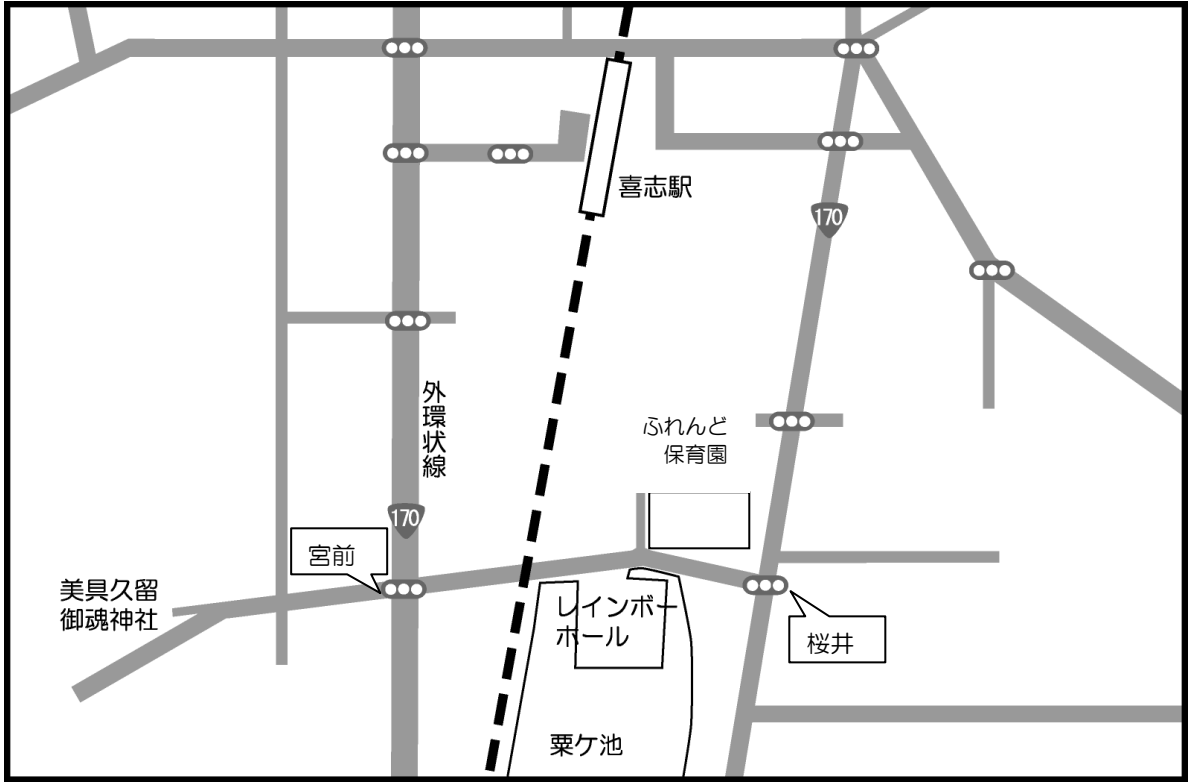 喜志駅
170
外環状線
ふれんど
保育園
170
宮前
美具久留
御魂神社
レインボー
ホール
桜井
粟ケ池